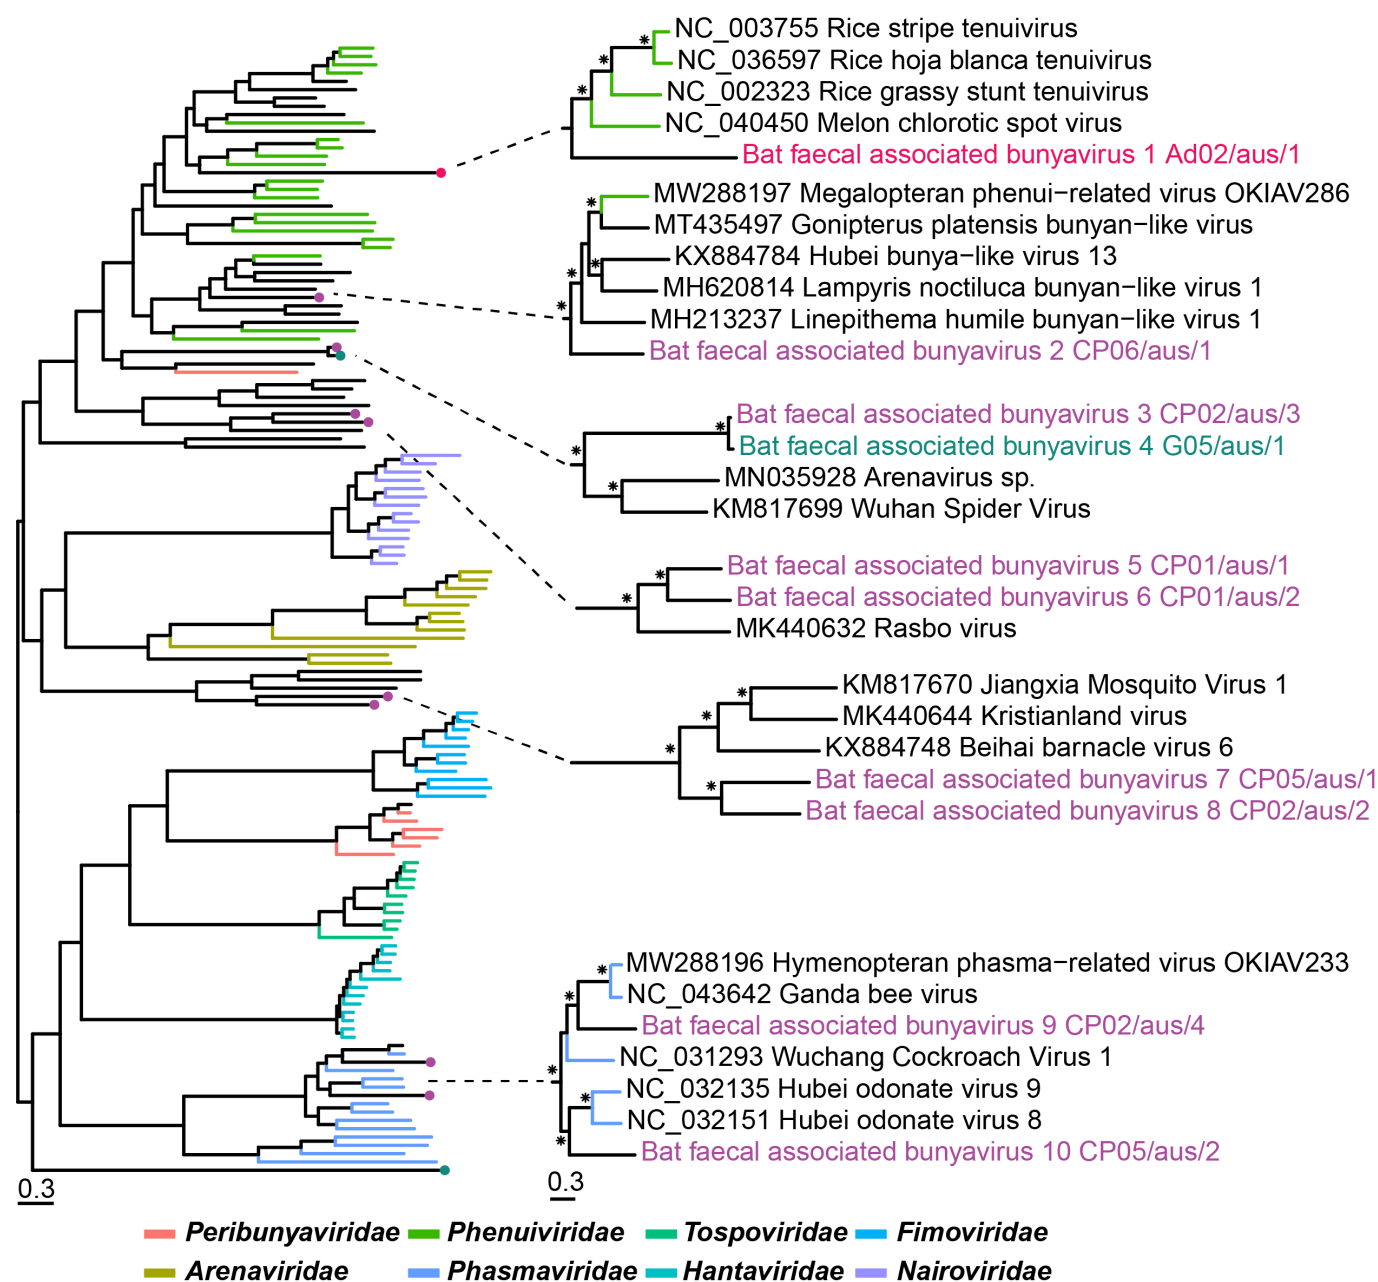 NC_003755 Rice stripe tenuivirus
NC_036597 Rice hoja blanca tenuivirus
NC_002323 Rice grassy stunt tenuivirus
NC_040450 Melon chlorotic spot virus
Bat faecal associated bunyavirus 1 Ad02/aus/1
MW288197 Megalopteran phenui−related virus OKIAV286
MT435497 Gonipterus platensis bunyan−like virus
KX884784 Hubei bunya−like virus 13
MH620814 Lampyris noctiluca bunyan−like virus 1
MH213237 Linepithema humile bunyan−like virus 1
Bat faecal associated bunyavirus 2 CP06/aus/1
Bat faecal associated bunyavirus 3 CP02/aus/3
Bat faecal associated bunyavirus 4 G05/aus/1
MN035928 Arenavirus sp.
KM817699 Wuhan Spider Virus
Bat faecal associated bunyavirus 5 CP01/aus/1
Bat faecal associated bunyavirus 6 CP01/aus/2
MK440632 Rasbo virus
KM817670 Jiangxia Mosquito Virus 1
MK440644 Kristianland virus
KX884748 Beihai barnacle virus 6
Bat faecal associated bunyavirus 7 CP05/aus/1
Bat faecal associated bunyavirus 8 CP02/aus/2
MW288196 Hymenopteran phasma−related virus OKIAV233
NC_043642 Ganda bee virus
Bat faecal associated bunyavirus 9 CP02/aus/4
NC_031293 Wuchang Cockroach Virus 1
NC_032135 Hubei odonate virus 9
NC_032151 Hubei odonate virus 8
Bat faecal associated bunyavirus 10 CP05/aus/2
0.3 0.3
Peribunyaviridae Phenuiviridae Tospoviridae Fimoviridae
Arenaviridae Phasmaviridae Hantaviridae Nairoviridae